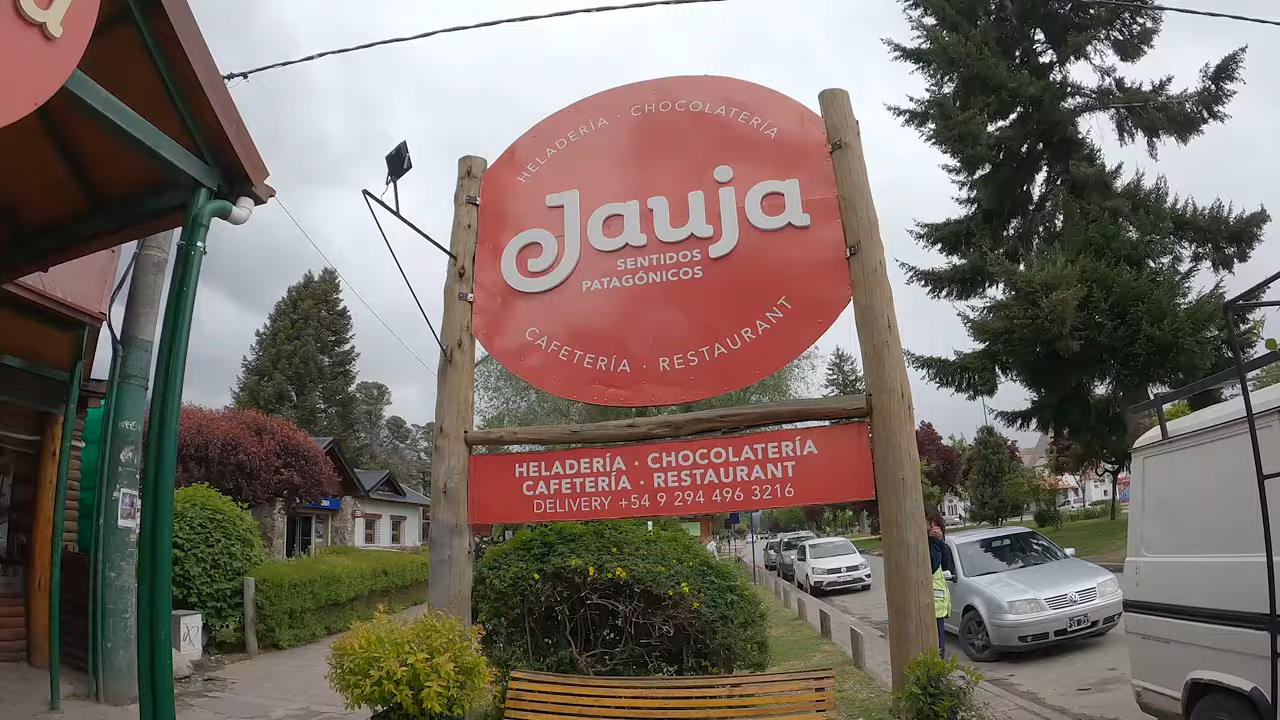 HELADERÍA · CHOCOLATERÍA
Jauja
SENTIDOS
PATAGÓNICOS
CAFETERÍA · RESTAURANT
HELADERÍA · CHOCOLATERÍA
CAFETERÍA · RESTAURANT
DELIVERY +54 9 294 496 3216